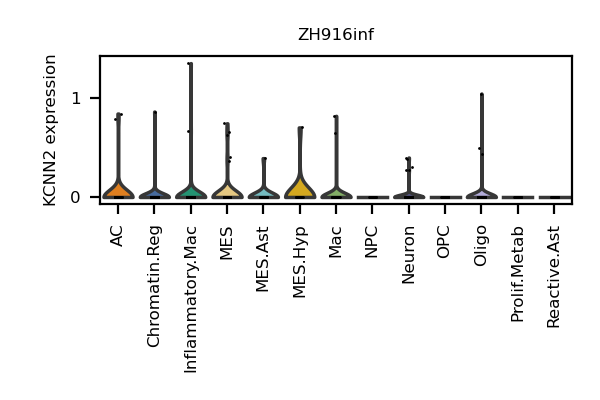 ZH916inf
KCNN2 expression
1
0
AC
Chromatin.Reg
Inflammatory.Mac
MES
MES.Ast
MES.Hyp
Mac
NPC
Neuron
OPC
Oligo
Prolif.Metab
Reactive.Ast